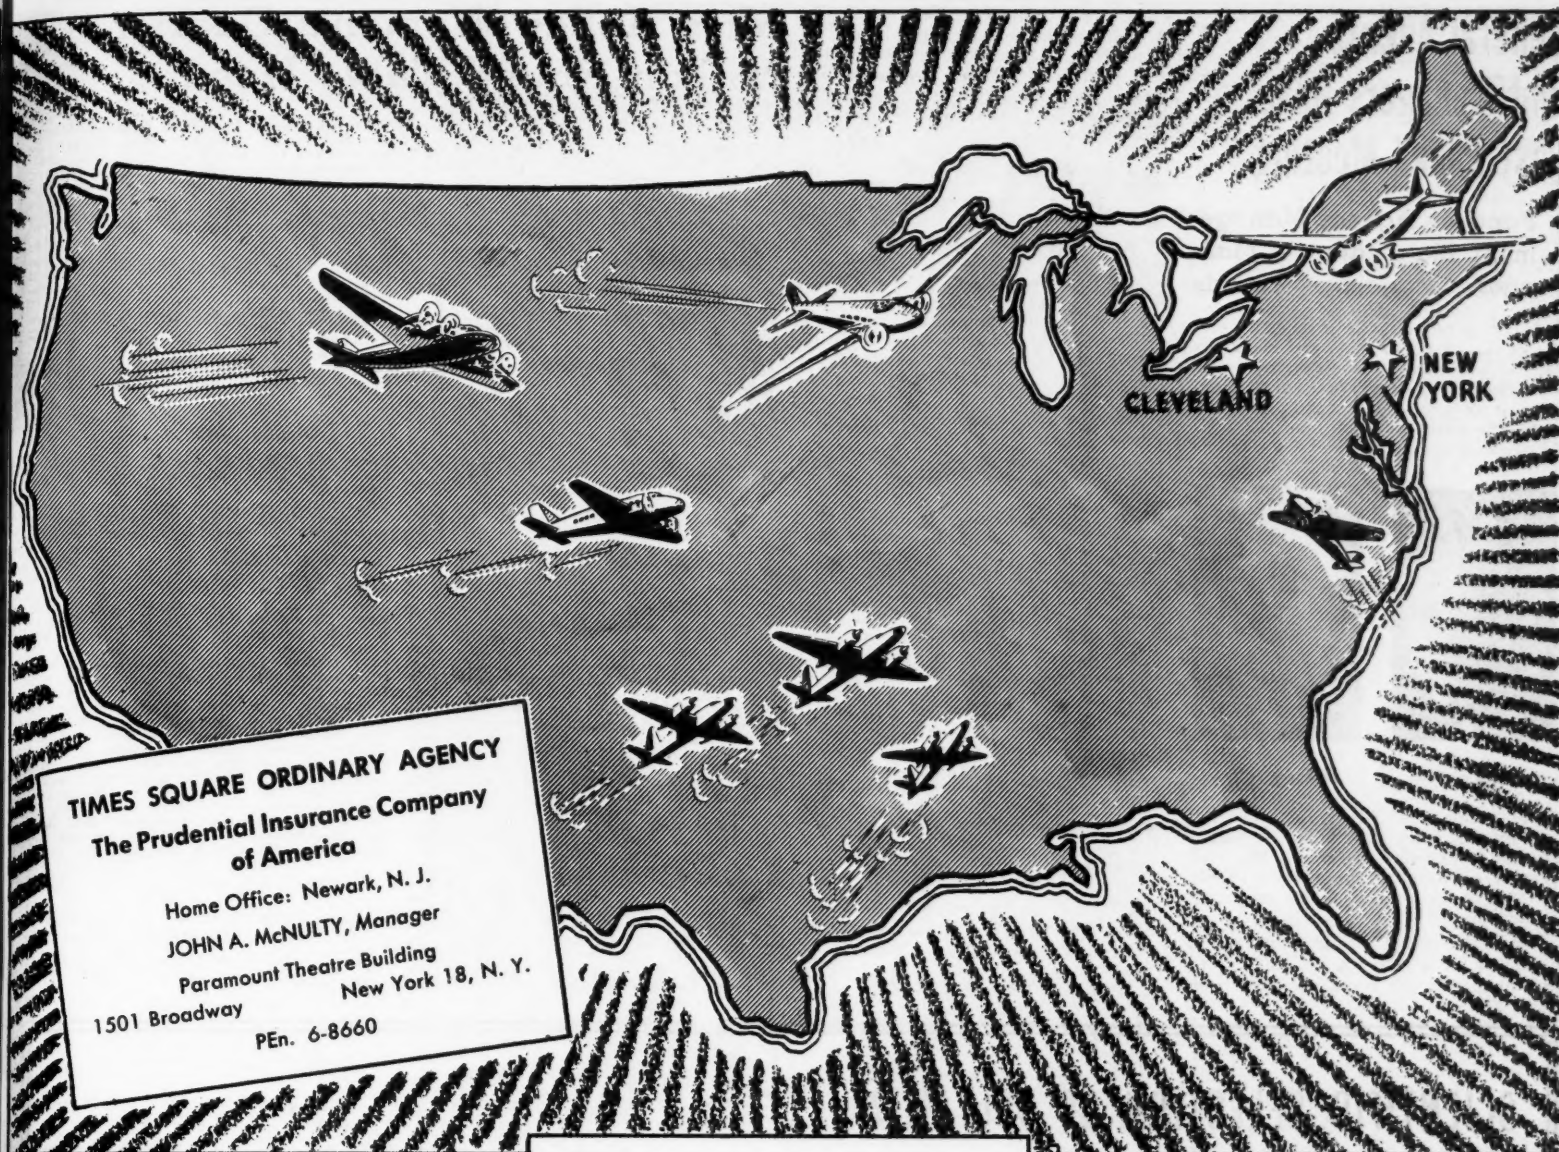 NEW
YORK
CLEVELAND
TIMES SQUARE ORDINARY AGENCY
The Prudential Insurance Company
of America
Home Office: Newark, N. J.
JOHN A. McNULTY, Manager
Paramount Theatre Building
1501 Broadway New York 18, N. Y.
PEn. 6-8660